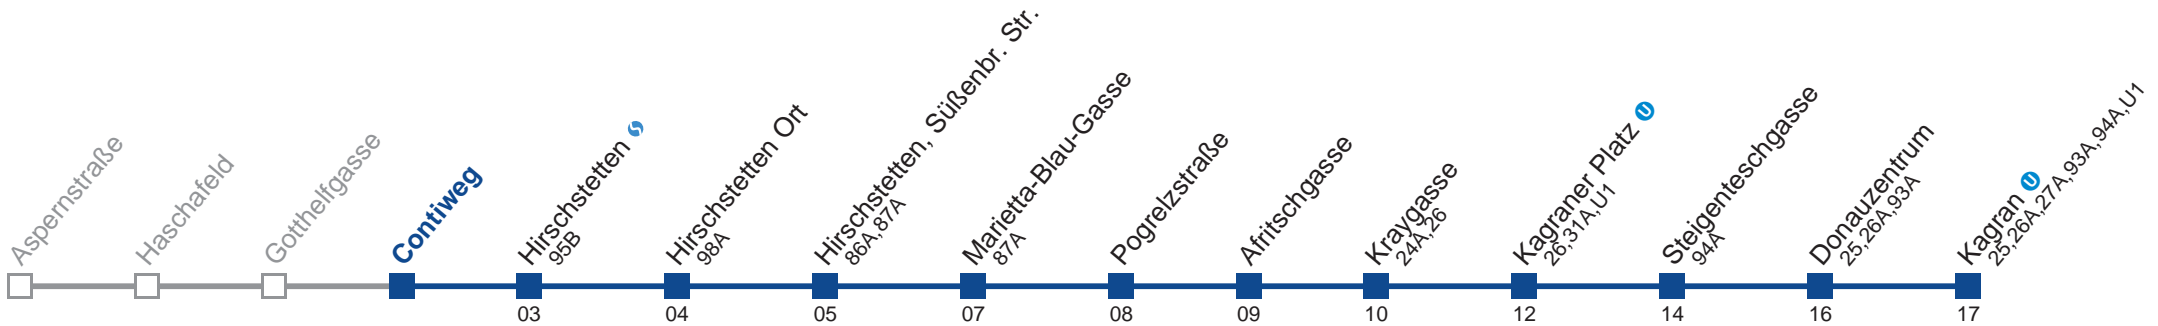 Aspernstraße
Haschafeld
Gotthelfgasse
Contiweg
Hirschstetten
95B
Hirschstetten Ort
98A
Hirschstetten, Süßenbr. Str.
86A,87A
Marietta-Blau-Gasse
87A
Pogrelzstraße
Afritschgasse
Kraygasse
24A,26
Kagraner Platz U
26,31A,U1
Steigenteschgasse
94A
Donauzentrum
25,26A,93A
Kagran U
25,26A,27A,93A,94A,U1
03 04 05 07 08 09 10 12 14 16 17